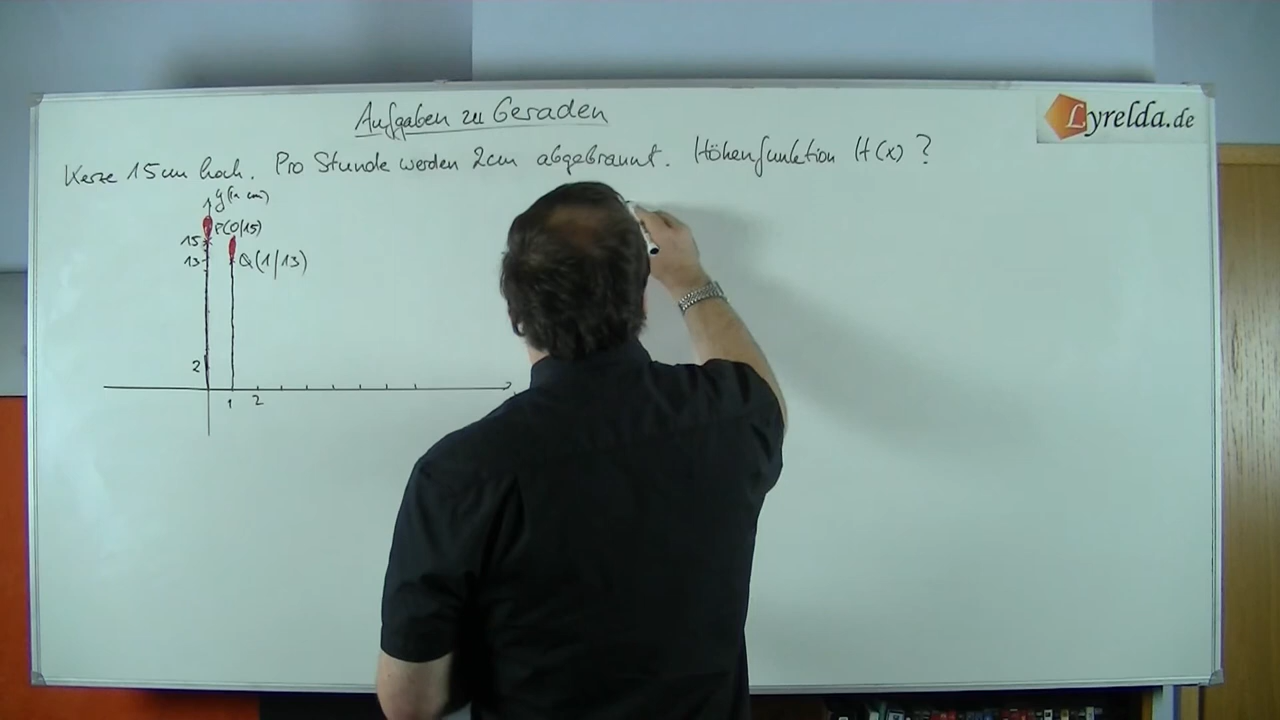 Aufgaben zu Geraden
Lyrelda.de
Kerze 15cm hoch. Pro Stunde werden 2cm abgebrannt. Höhenfunktion H(x) ?
y(in cm)
P(0/15)
15
13
Q(1/13)
2
1 2